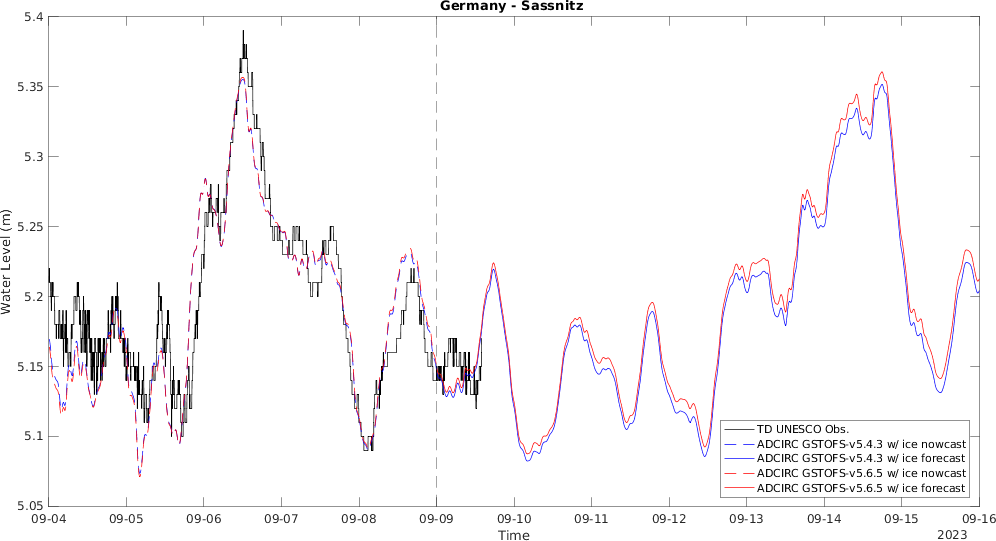 Germany - Sassnitz
5.4
5.35
5.3
5.25
5.2
5.15
5.1
5.05
Water Level (m)
09-04 09-05 09-06 09-07 09-08 09-09 09-10 09-11 09-12 09-13 09-14 09-15 09-16
Time
2023
TD UNESCO Obs.
ADCIRC GSTOFS-v5.4.3 w/ ice nowcast
ADCIRC GSTOFS-v5.4.3 w/ ice forecast
ADCIRC GSTOFS-v5.6.5 w/ ice nowcast
ADCIRC GSTOFS-v5.6.5 w/ ice forecast